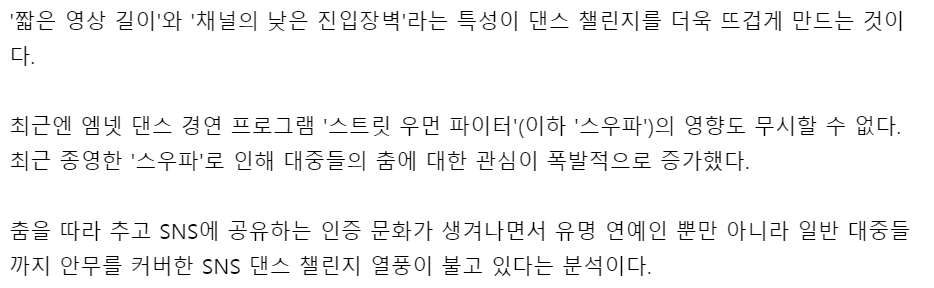 '짧은 영상 길이'와 '채널의 낮은 진입장벽'라는 특성이 댄스 챌린지를 더욱 뜨겁게 만드는 것이
다.
최근엔 엠넷 댄스 경연 프로그램 '스트릿 우먼 파이터'(이하 '스우파')의 영향도 무시할 수 없다.
최근 종영한 '스우파'로 인해 대중들의 춤에 대한 관심이 폭발적으로 증가했다.
춤을 따라 추고 SNS에 공유하는 인증 문화가 생겨나면서 유명 연예인 뿐만 아니라 일반 대중들
까지 안무를 커버한 SNS 댄스 챌린지 열풍이 불고 있다는 분석이다.